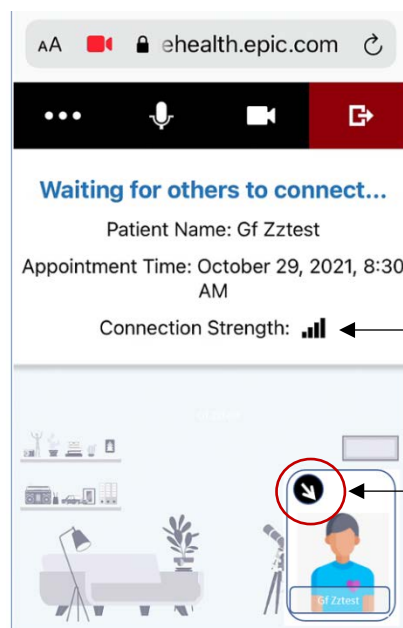 AA ehealth.epic.com
Waiting for others to connect...
Patient Name: Gf Zztest
Appointment Time: October 29, 2021, 8:30
AM
Connection Strength:
Gf Zztest